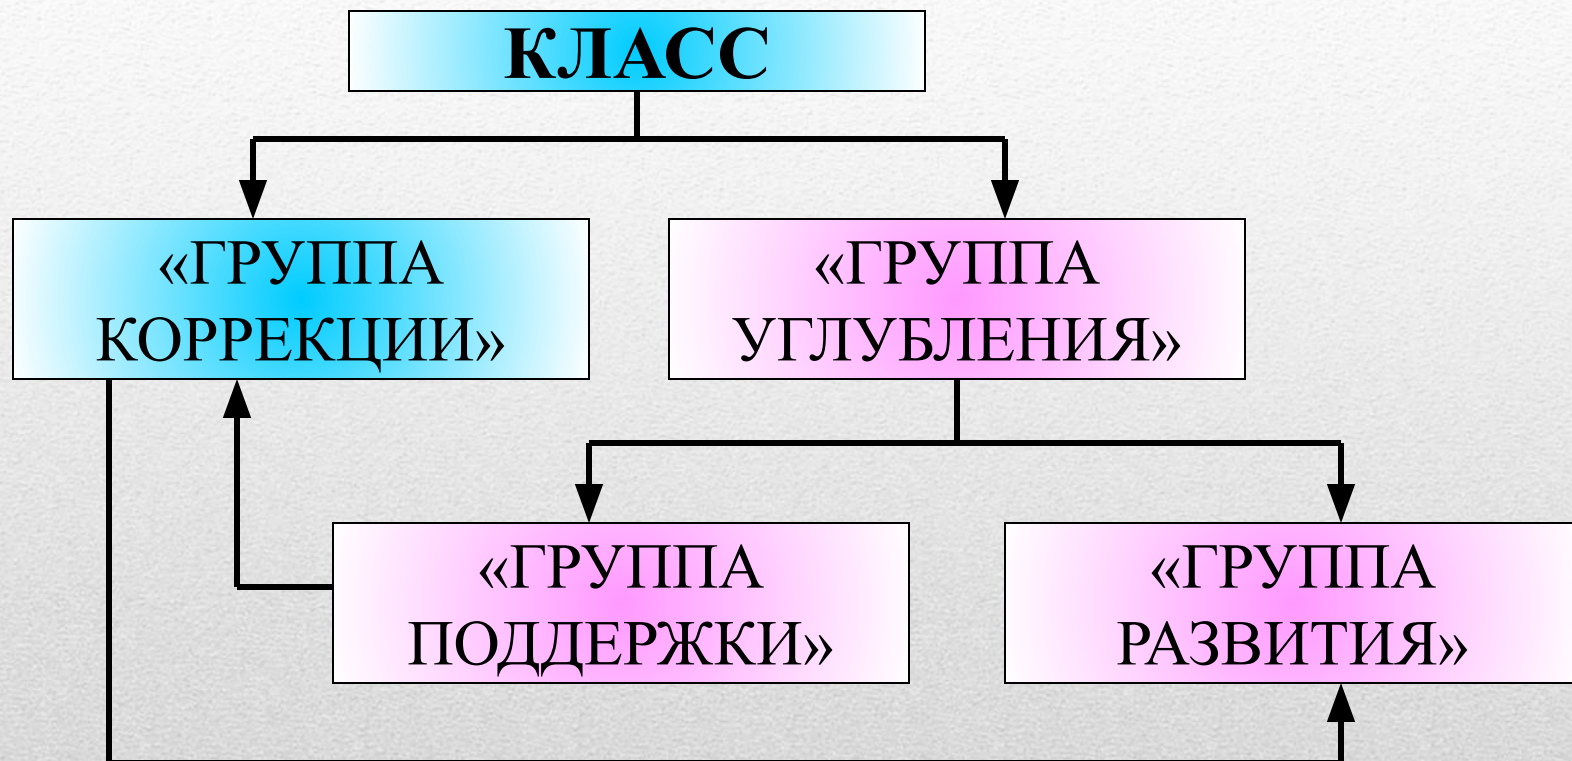 КЛАСС
«ГРУППА
КОРРЕКЦИИ»
«ГРУППА
УГЛУБЛЕНИЯ»
«ГРУППА
ПОДДЕРЖКИ»
«ГРУППА
РАЗВИТИЯ»